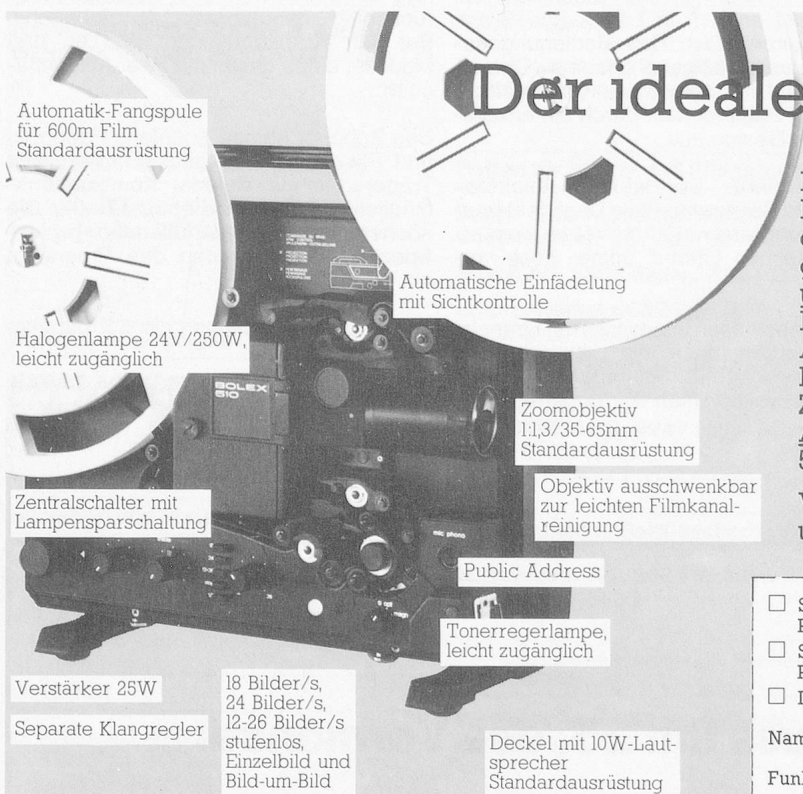 Der ideale
Automatik-Fangspule
für 600m Film
Standardausrüstung
Automatische Einfädelung
mit Sichtkontrolle
Halogenlampe 24V/250W,
leicht zugänglich
BOLEX
510
Zoomobjektiv
1:1,3/35-65mm
Standardausrüstung
Objektiv ausschwenkbar
zur leichten Filmkanal-
reinigung
Zentralschalter mit
Lampensparschaltung
mic phono
Public Address
Tonerregerlampe,
leicht zugänglich
Verstärker 25W
Separate Klangregler
18 Bilder/s,
24 Bilder/s,
12-26 Bilder/s
stufenlos,
Einzelbild und
Bild-um-Bild
Deckel mit 10W-Laut-
sprecher
Standardausrüstung